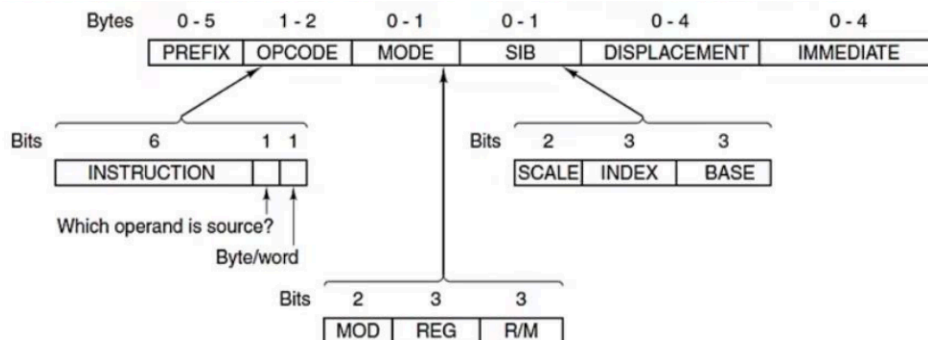 Bytes 0 - 5 1 - 2 0 - 1 0 - 1 0 - 4 0 - 4
PREFIX OPCODE MODE SIB DISPLACEMENT IMMEDIATE
Bits 6 1 1 Bits 2 3 3
INSTRUCTION SCALE INDEX BASE
Which operand is source?
Byte/word
Bits 2 3 3
MOD REG R/M